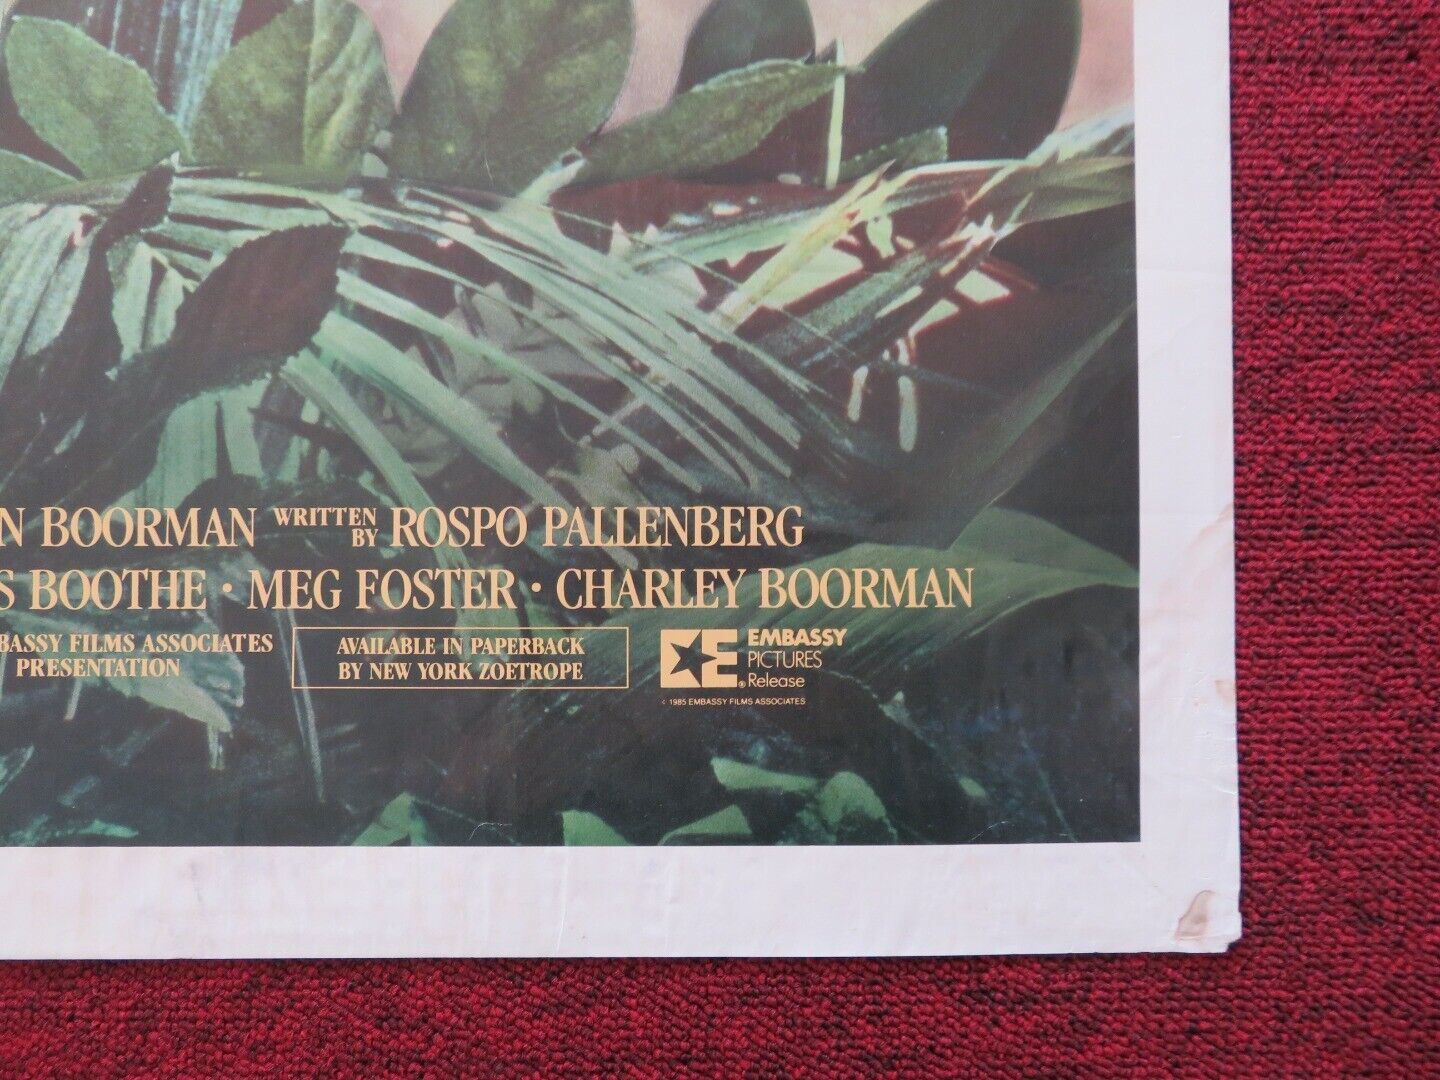 N BOORMAN WRITTEN BY ROSPO PALLENBERG
S BOOTHE · MEG FOSTER · CHARLEY BOORMAN
BASSY FILMS ASSOCIATES
PRESENTATION
AVAILABLE IN PAPERBACK
BY NEW YORK ZOETROPE
E ® EMBASSY
PICTURES
Release
© 1985 EMBASSY FILMS ASSOCIATES